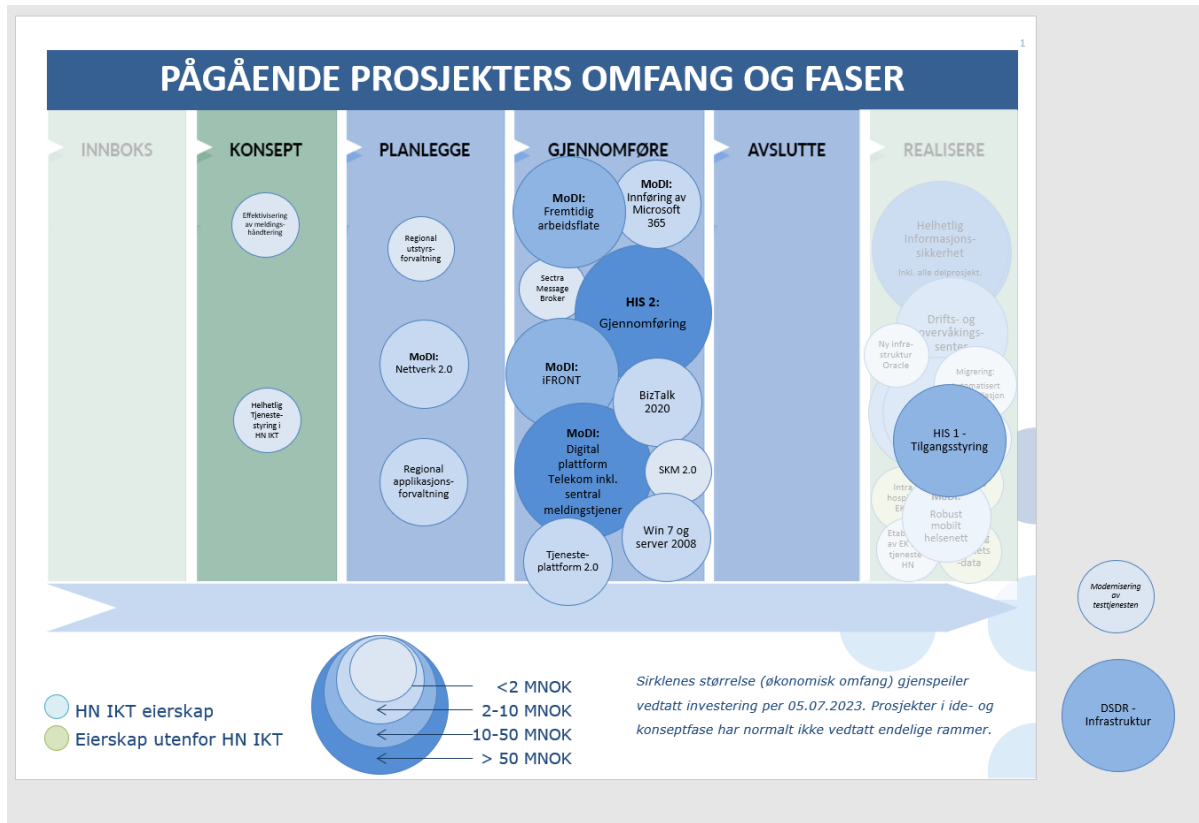 1
PÅGÅENDE PROSJEKTERS OMFANG OG FASER
INNBOKS
KONSEPT
PLANLEGGE
GJENNOMFØRE
AVSLUTTE
REALISERE
Effektivisering
av meldings-
håndtering
Helhetlig
Tjeneste-
styring i
HN IKT
Regional
utstyrs-
forvaltning
MoDI:
Nettverk 2.0
Regional
applikasjons-
forvaltning
MoDI:
Fremtidig
arbeidsflate
MoDI:
Innføring av
Microsoft
365
Sectra
Message
Broker
HIS 2:
Gjennomføring
MoDI:
iFRONT
BizTalk
2020
MoDI:
Digital
plattform
Telekom inkl.
sentral
meldingstjener
SKM 2.0
Win 7 og
server 2008
Tjeneste-
plattform 2.0
Helhetlig
Informasjons-
sikkerhet
Inkl. alle delprosjekt.
Drifts- og
overvåkings-
senter
Ny infra-
struktur
Oracle
Migrering:
HIS 1 -
Tilgangsstyring
Robust
mobilt
helsenett
tjeneste
HN
-data
Modernisering
av
testtjenesten
DSDR -
Infrastruktur
HN IKT eierskap
Eierskap utenfor HN IKT
<2 MNOK
2-10 MNOK
10-50 MNOK
> 50 MNOK
Sirklenes størrelse (økonomisk omfang) gjenspeiler
vedtatt investering per 05.07.2023. Prosjekter i ide- og
konseptfase har normalt ikke vedtatt endelige rammer.